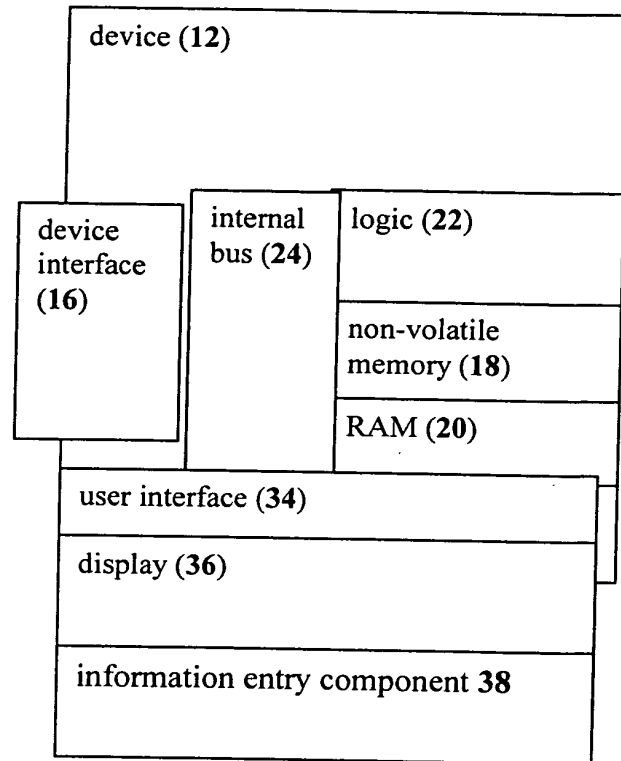 device (12)
device
interface
(16)
internal
bus (24)
logic (22)
non-volatile
memory (18)
RAM (20)
user interface (34)
display (36)
information entry component 38